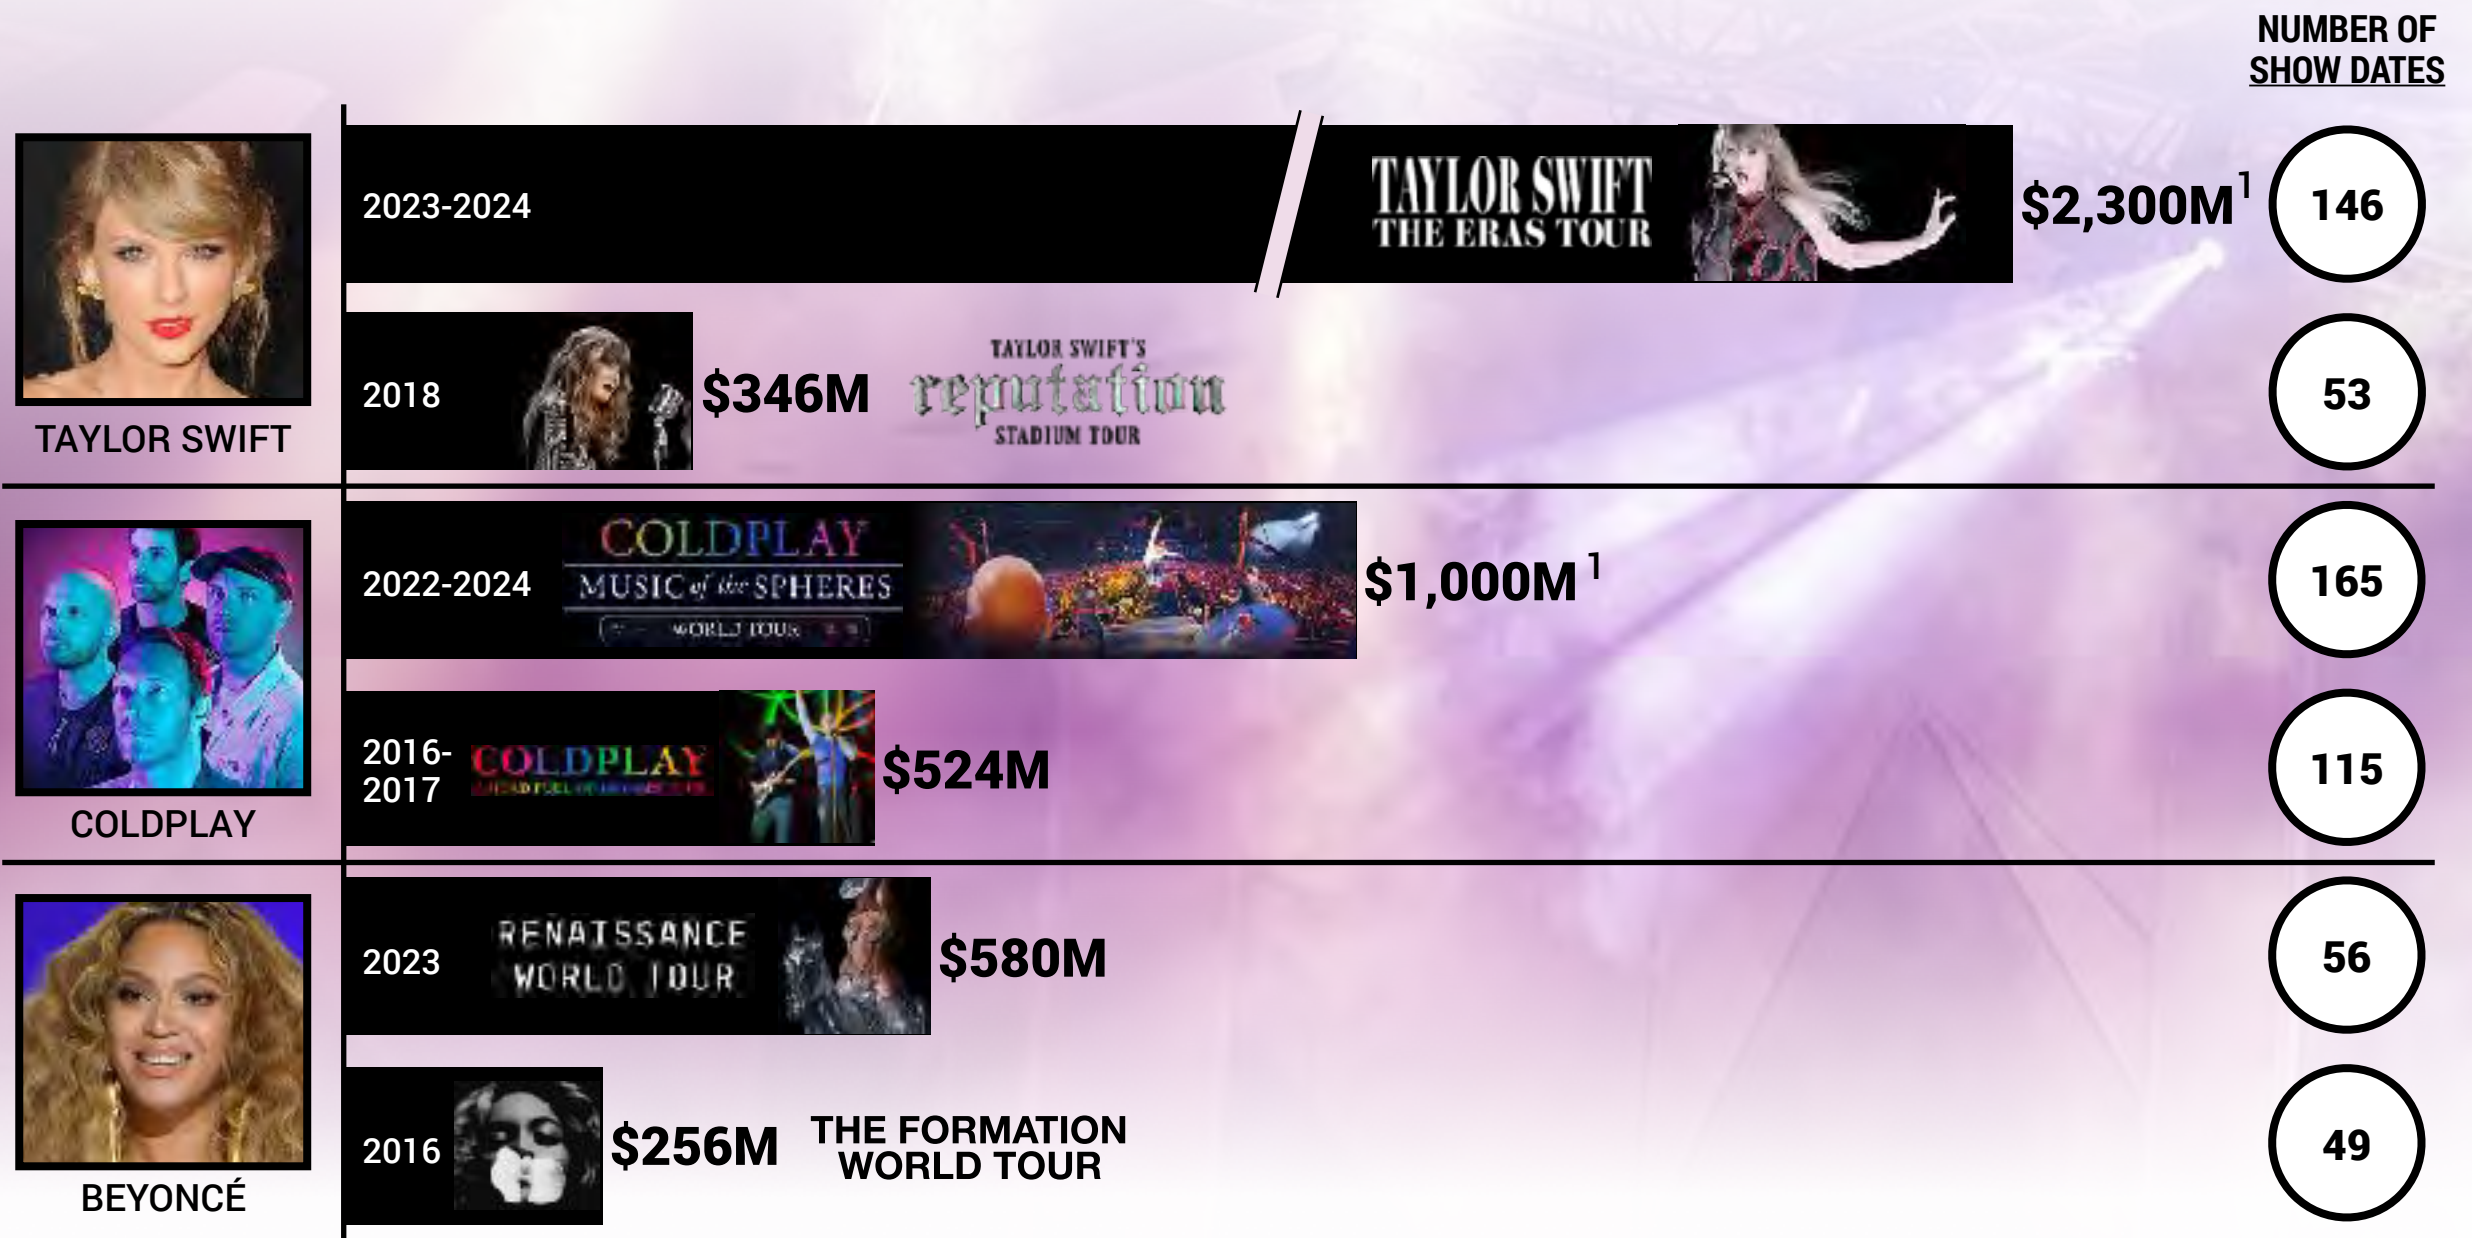 NUMBER OF
SHOW DATES
2023-2024
TAYLOR SWIFT
THE ERAS TOUR
$2,300M1
146
2018
$346M
TAYLOR SWIFT'S
reputation
STADIUM TOUR
53
TAYLOR SWIFT
2022-2024
COLDPLAY
MUSIC of the SPHERES
WORLD TOUR
$1,000M 1
165
2016-
2017
COLDPLAY
$524M
115
COLDPLAY
2023
RENAISSANCE
WORLD TOUR
$580M
56
2016
$256M
THE FORMATION
WORLD TOUR
49
BEYONCÉ